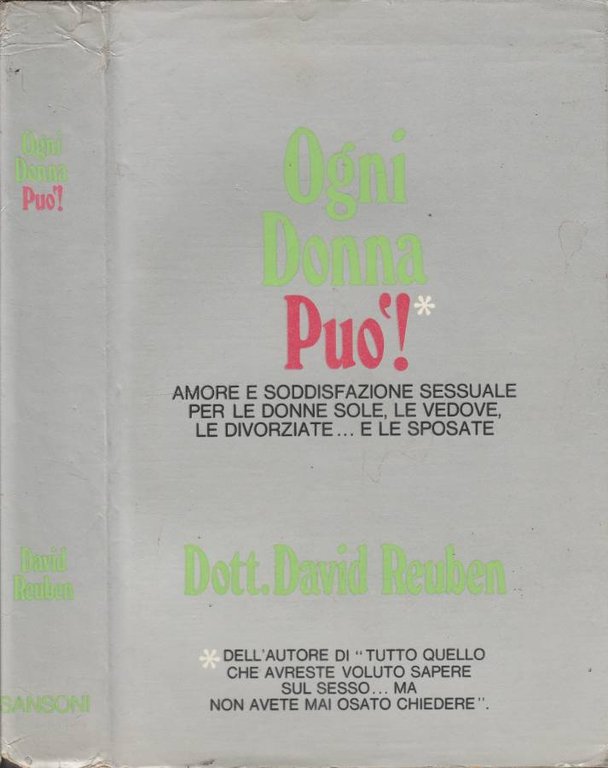 Ogni
Donna
Puo'!
David
Reuben
SANSONI
Ogni
Donna
Puo'!*
AMORE E SODDISFAZIONE SESSUALE
PER LE DONNE SOLE, LE VEDOVE,
LE DIVORZIATE... E LE SPOSATE
Dott. David Reuben
*DELL'AUTORE DI "TUTTO QUELLO
CHE AVRESTE VOLUTO SAPERE
SUL SESSO... MA
NON AVETE MAI OSATO CHIEDERE".